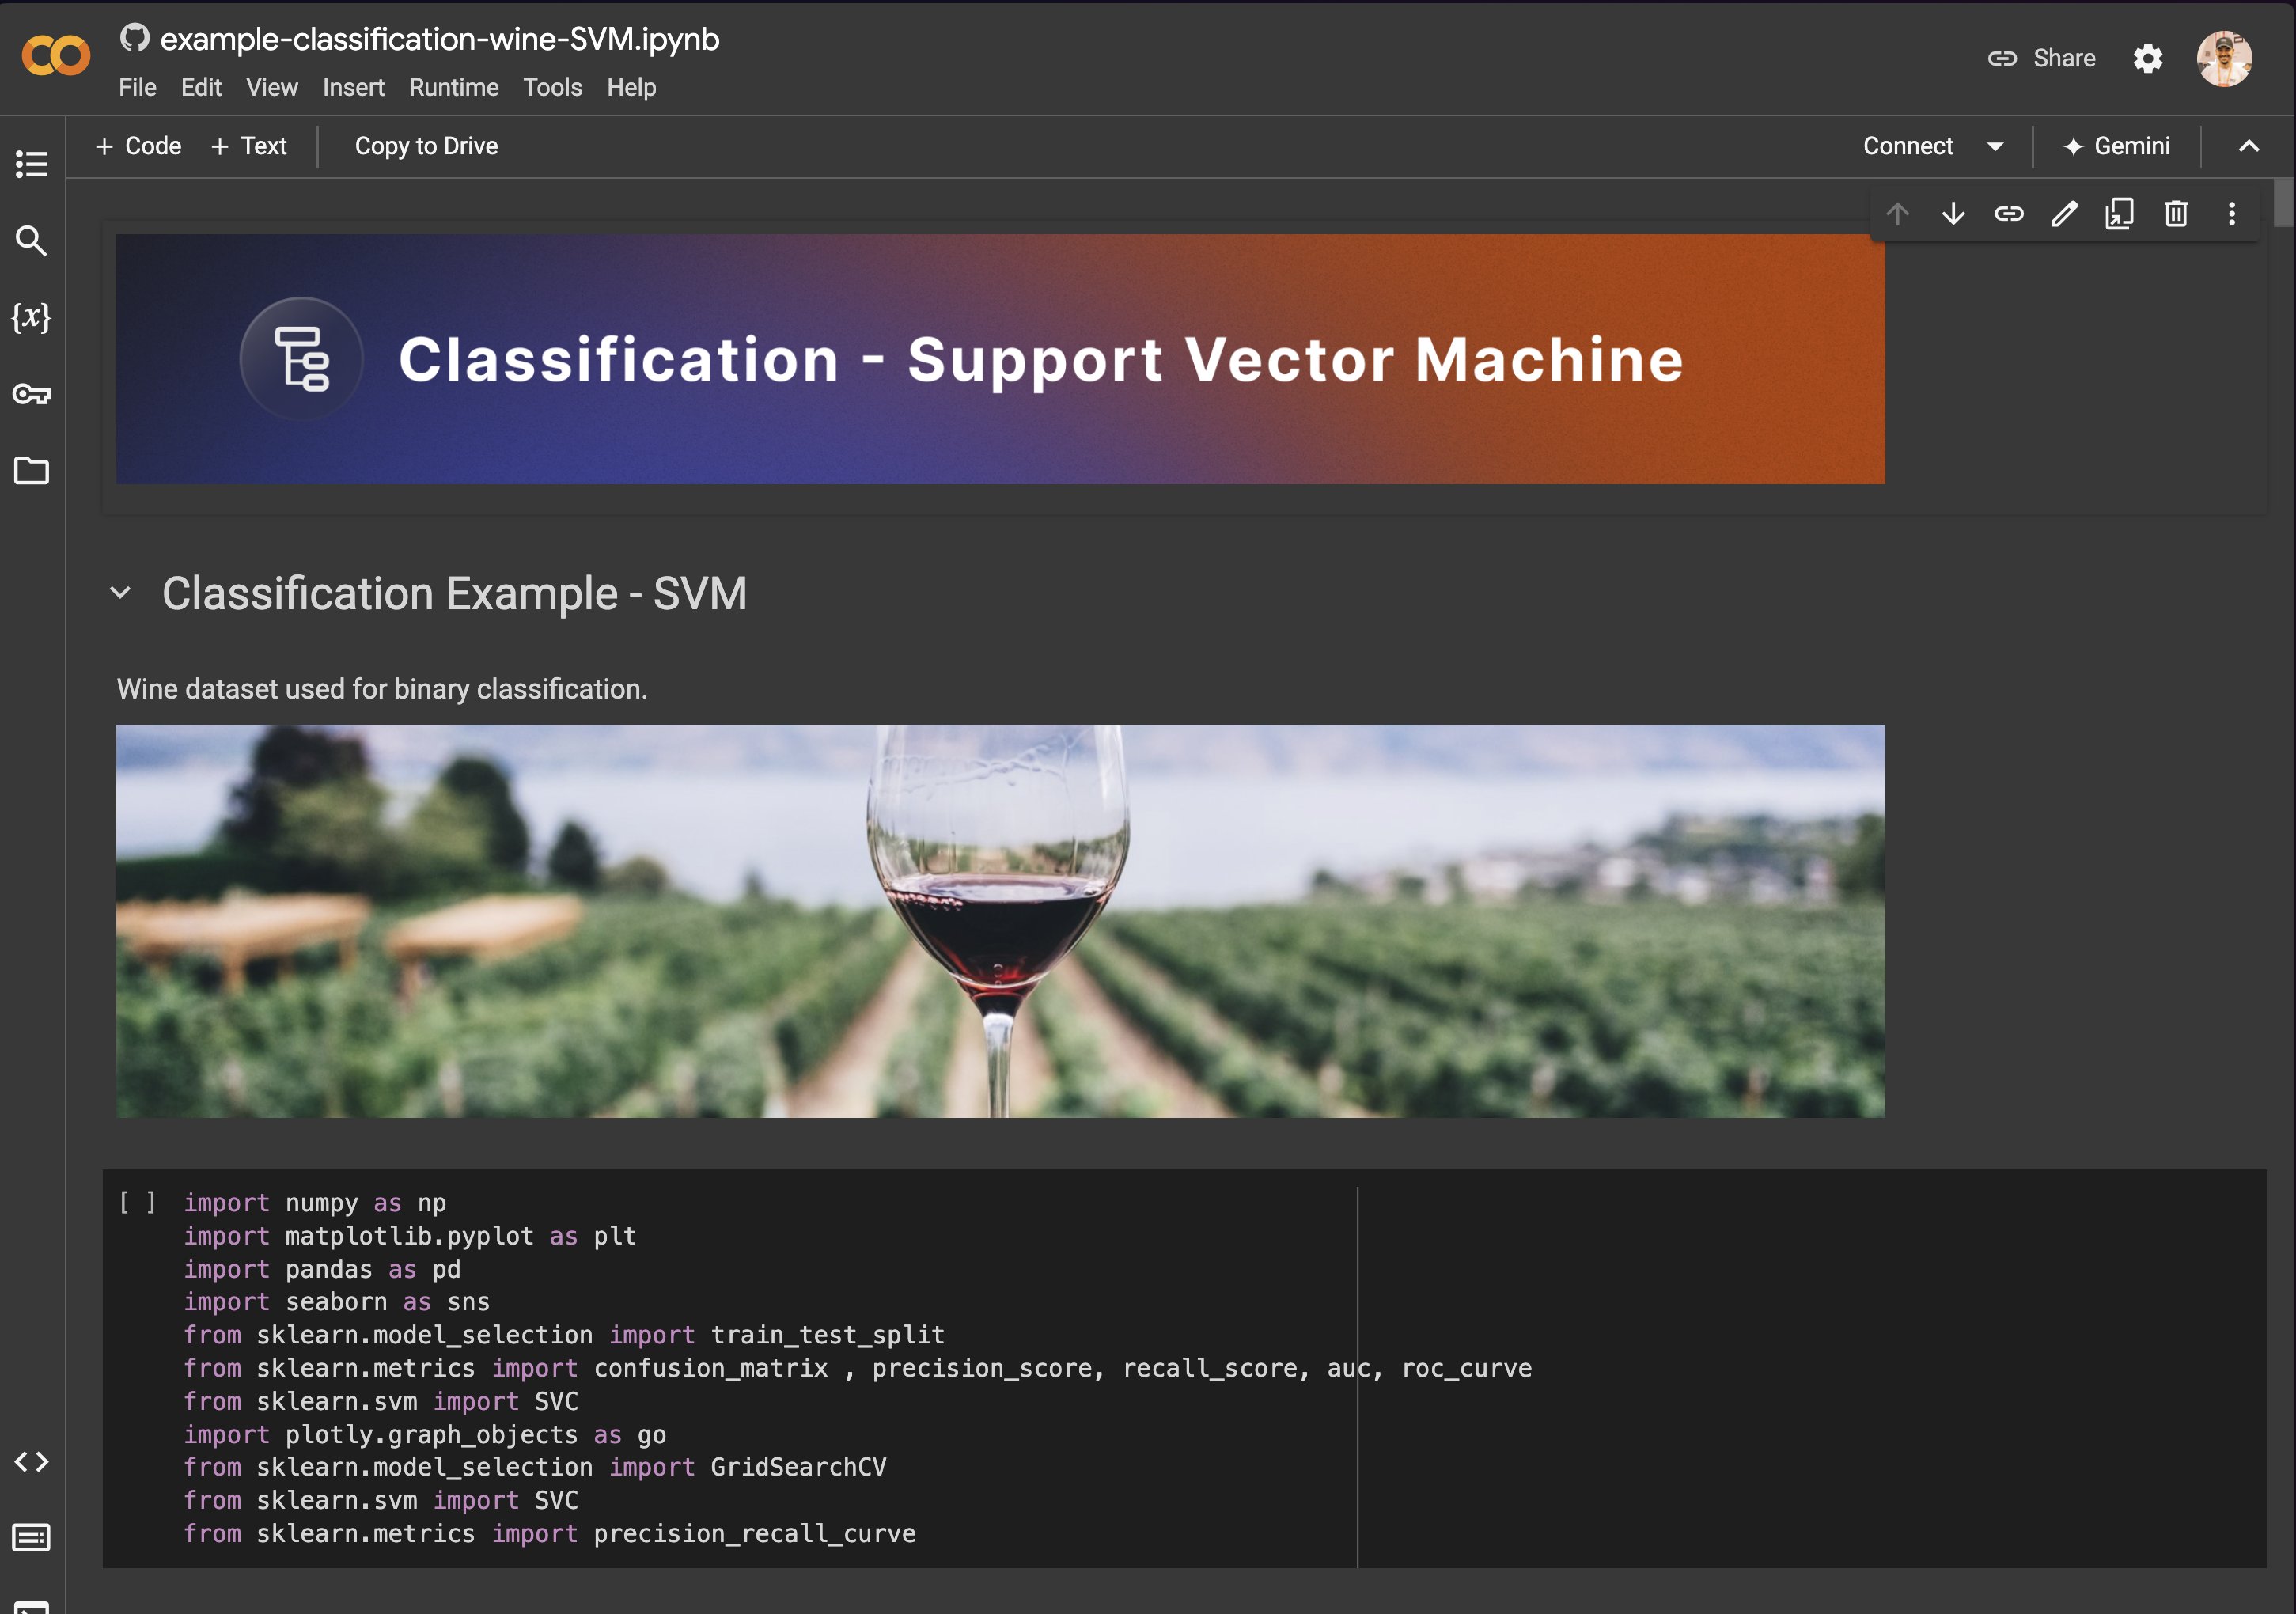 example-classification-wine-SVM.ipynb
File Edit View Insert Runtime Tools Help
Share
+ Code + Text Copy to Drive
Connect Gemini
{x}
Classification - Support Vector Machine
Classification Example - SVM
Wine dataset used for binary classification.
[ ] import numpy as np
import matplotlib.pyplot as plt
import pandas as pd
import seaborn as sns
from sklearn.model_selection import train_test_split
from sklearn.metrics import confusion_matrix , precision_score, recall_score, auc, roc_curve
from sklearn.svm import SVC
import plotly.graph_objects as go
from sklearn.model_selection import GridSearchCV
from sklearn.svm import SVC
from sklearn.metrics import precision_recall_curve